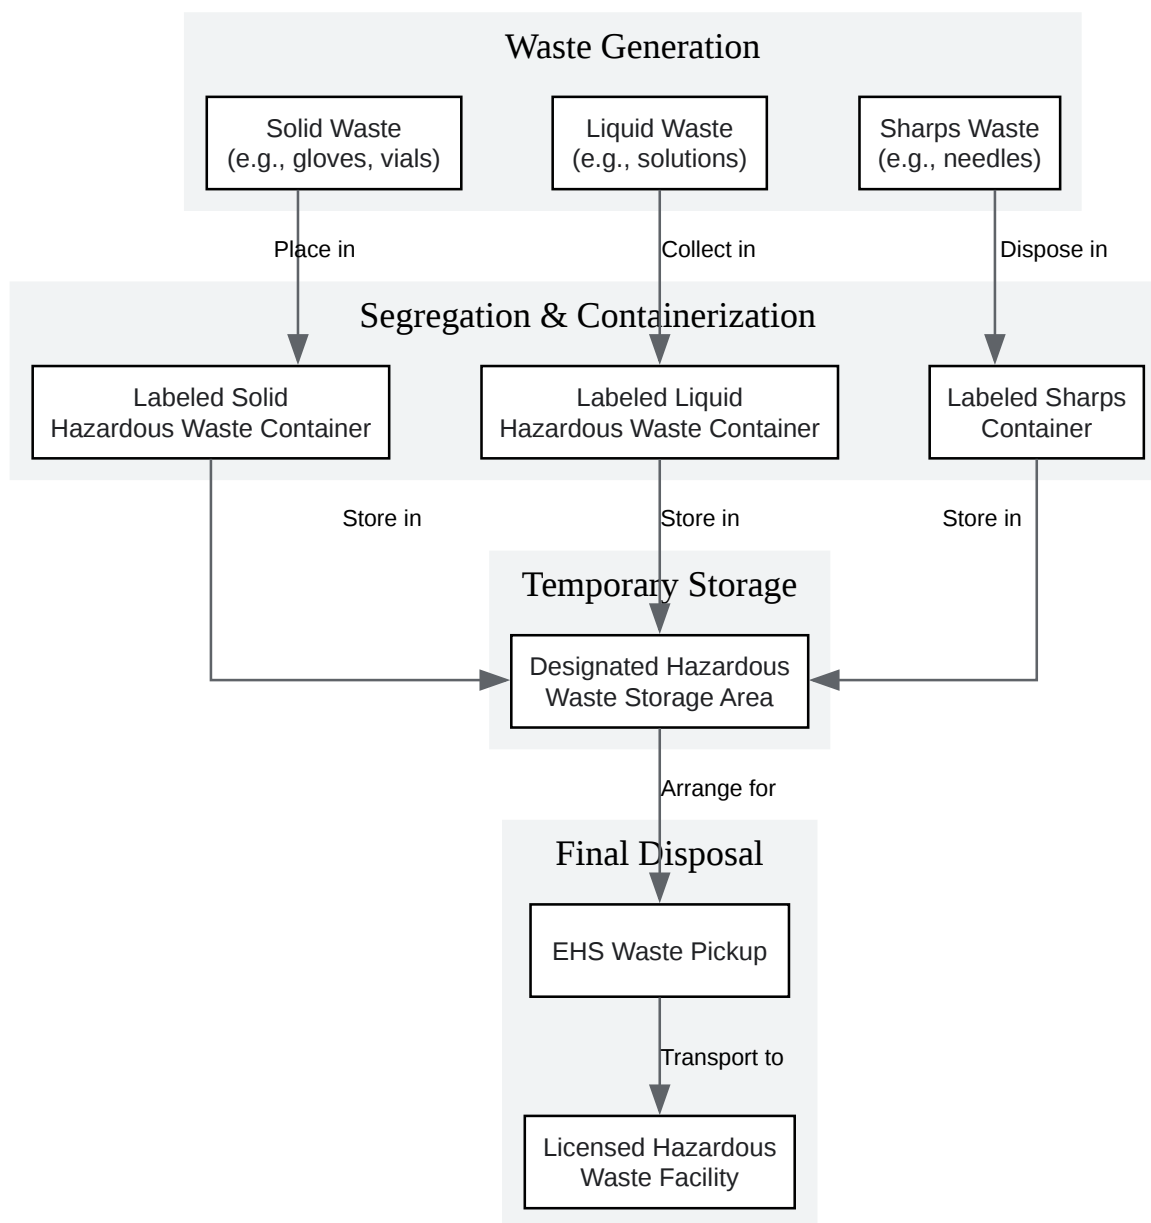 Waste Generation
Solid Waste
(e.g., gloves, vials)
Liquid Waste
(e.g., solutions)
Sharps Waste
(e.g., needles)
Place in
Collect in
Dispose in
Segregation & Containerization
Labeled Solid
Hazardous Waste Container
Labeled Liquid
Hazardous Waste Container
Labeled Sharps
Container
Store in
Store in
Store in
Temporary Storage
Designated Hazardous
Waste Storage Area
Arrange for
Final Disposal
EHS Waste Pickup
Transport to
Licensed Hazardous
Waste Facility